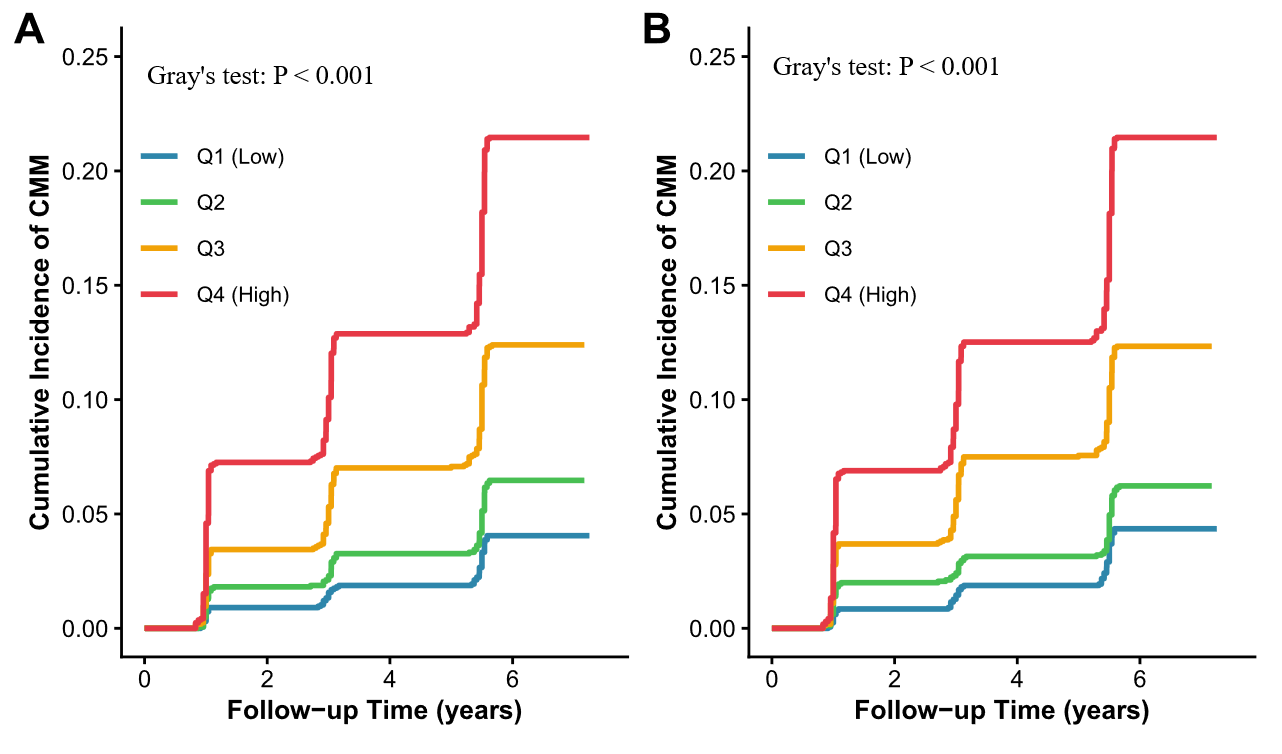 A
Cumulative Incidence of CMM
0.25
0.20
0.15
0.10
0.05
0.00
Gray's test: P < 0.001
Q1 (Low)
Q2
Q3
Q4 (High)
0 2 4 6
Follow−up Time (years)
B
Cumulative Incidence of CMM
0.25
0.20
0.15
0.10
0.05
0.00
Gray's test: P < 0.001
Q1 (Low)
Q2
Q3
Q4 (High)
0 2 4 6
Follow−up Time (years)